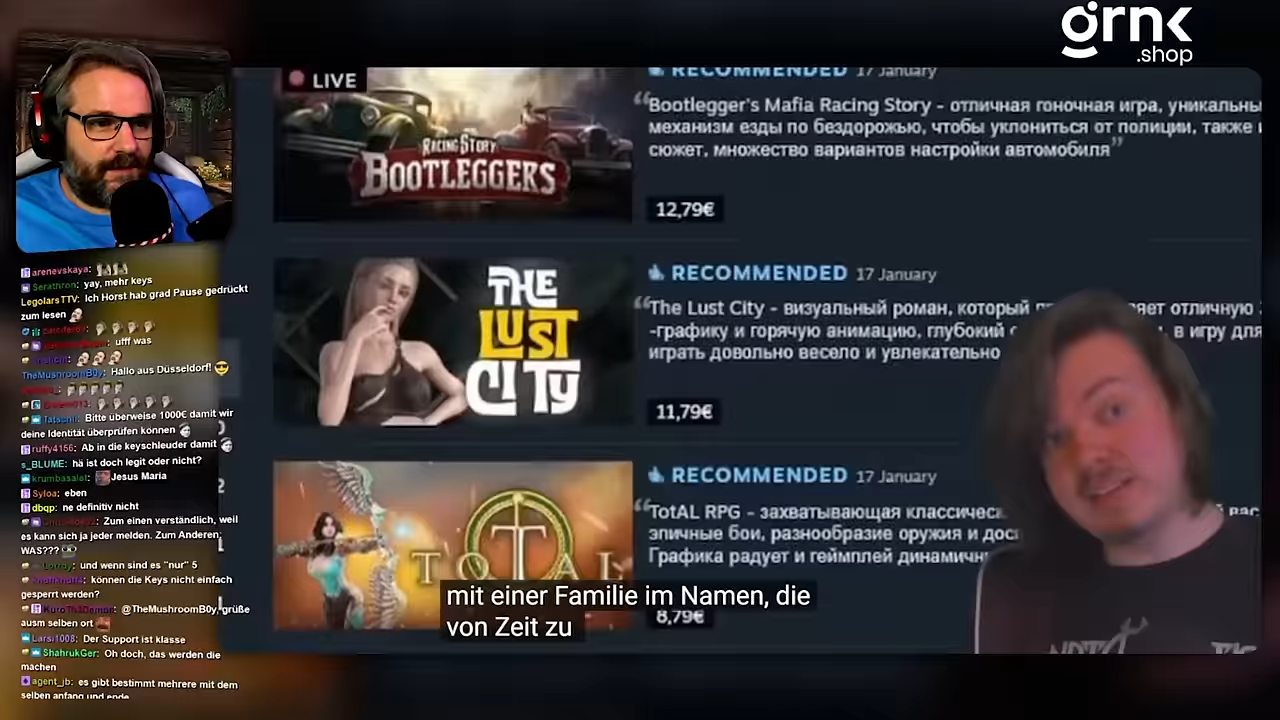 grnk
.shop
LIVE
RECOMMENDED 17 January
Bootlegger's Mafia Racing Story - отличная гоночная игра, уникальны
механизм езды по бездорожью, чтобы уклониться от полиции, также
сюжет, множество вариантов настройки автомобиля
RACING STORY
BOOTLEGGERS
12,79€
RECOMMENDED 17 January
The Lust City - визуальный роман, который
яет отличную
-графику и горячую анимацию, глубокий
, в игру для
играть довольно весело и увлекательно
THE
LUST
CITY
11,79€
RECOMMENDED 17 January
TotAL RPG - захватывающая классическ
эпичные бои, разнообразие оружия и дос
Графика радует и геймплей динамичн
TOTAL
8,79€
mit einer Familie im Namen, die
von Zeit zu
arenevskaya:
Serathron: yay, mehr keys
LegolarsTTV: Ich Horst hab grad Pause gedrückt
zum lesen
ufff was
TheMushroomB0y: Hallo aus Düsseldorf!
Tatschi: Bitte überweise 1000€ damit wir
deine Identität überprüfen können
ruffy4156: Ab in die keyschleuder damit
s_BLUME: hä ist doch legit oder nicht?
krumbasalat: Jesus Maria
Syloa: eben
dbqp: ne definitiv nicht
Zum einen verständlich, weil
es kann sich ja jeder melden. Zum Anderen:
WAS???
und wenn sind es "nur" 5
können die Keys nicht einfach
gesperrt werden?
@TheMushroomB0y, grüße
ausm selben ort
Larsi1008: Der Support ist klasse
ShahrukGer: Oh doch, das werden die
machen
agent_jb: es gibt bestimmt mehrere mit dem
selben anfang und ende